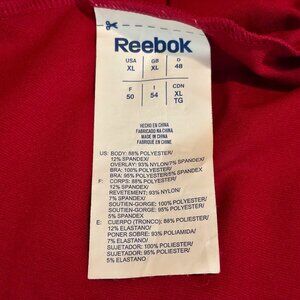 Reebok
USA GB D
XL XL 48
F I CDN
50 54 XL
TG
HECHO EN CHINA
FABRICADO NA CHINA
MADE IN CHINA
FABRIQUE EN CHINE
US: BODY: 88% POLYESTER/
12% SPANDEX/
OVERLAY: 93% NYLON/7% SPANDEX/
BRA: 100% POLYESTER/
BRA: 95% POLYESTER/5% SPANDEX
F: CORPS: 88% POLYESTER/
12% SPANDEX/
REVETEMENT: 93% NYLON/
7% SPANDEX/
SOUTIEN-GORGE: 100% POLYESTER/
SOUTIEN-GORGE: 95% POLYESTER/
5% SPANDEX
E: CUERPO (TRONCO): 88% POLIESTER/
12% ELASTANO/
PONER SOBRE: 93% POLIAMIDA/
7% ELASTANO/
SUJETADOR: 100% POLIESTER/
SUJETADOR: 95% POLIESTER/
5% ELASTANO